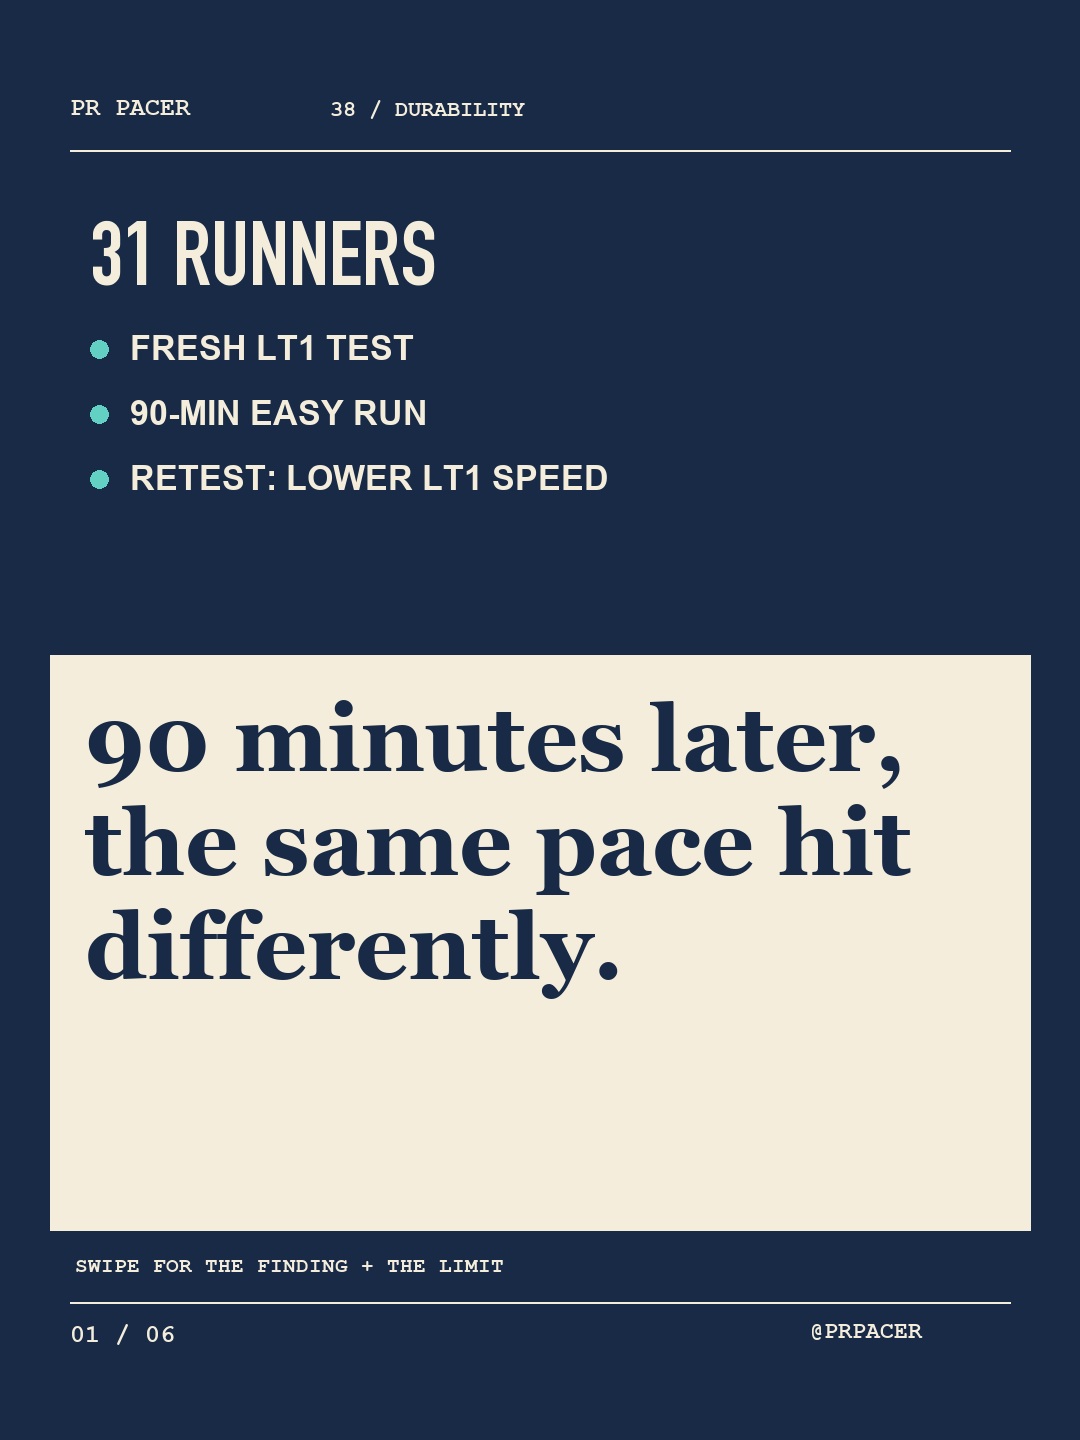 PR PACER
38 / DURABILITY
31 RUNNERS
FRESH LT1 TEST
90-MIN EASY RUN
RETEST: LOWER LT1 SPEED
90 minutes later,
the same pace hit
differently.
SWIPE FOR THE FINDING + THE LIMIT
01 / 06
@PRPACER